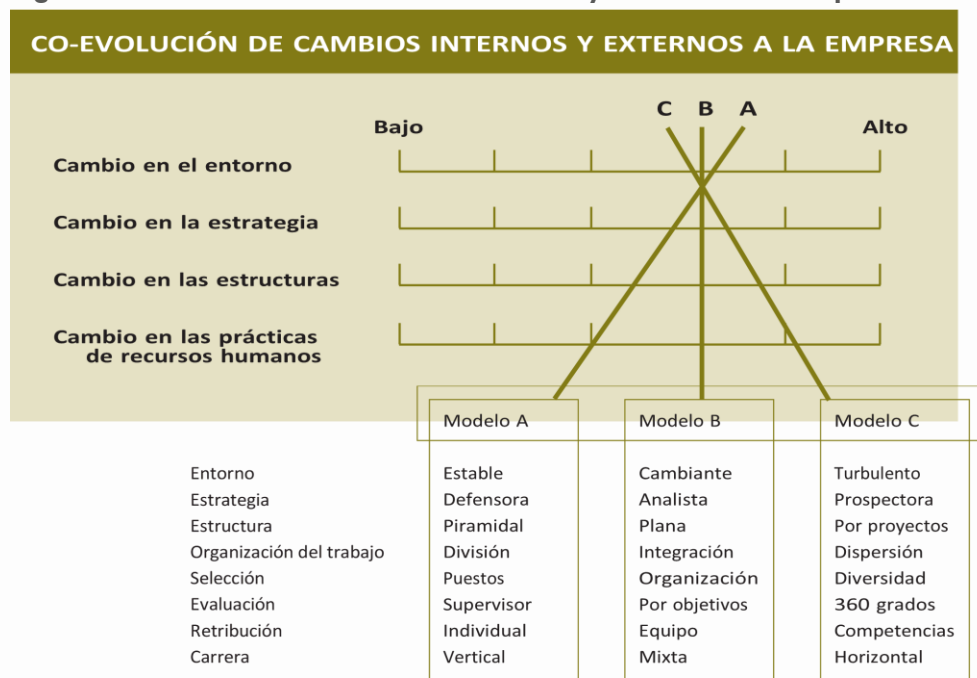 CO-EVOLUCIÓN DE CAMBIOS INTERNOS Y EXTERNOS A LA EMPRESA
C B A
Bajo Alto
Cambio en el entorno
Cambio en la estrategia
Cambio en las estructuras
Cambio en las prácticas
de recursos humanos
Modelo A Modelo B Modelo C
Entorno Estable Cambiante Turbulento
Estrategia Defensora Analista Prospectora
Estructura Piramidal Plana Por proyectos
Organización del trabajo División Integración Dispersión
Selección Puestos Organización Diversidad
Evaluación Supervisor Por objetivos 360 grados
Retribución Individual Equipo Competencias
Carrera Vertical Mixta Horizontal